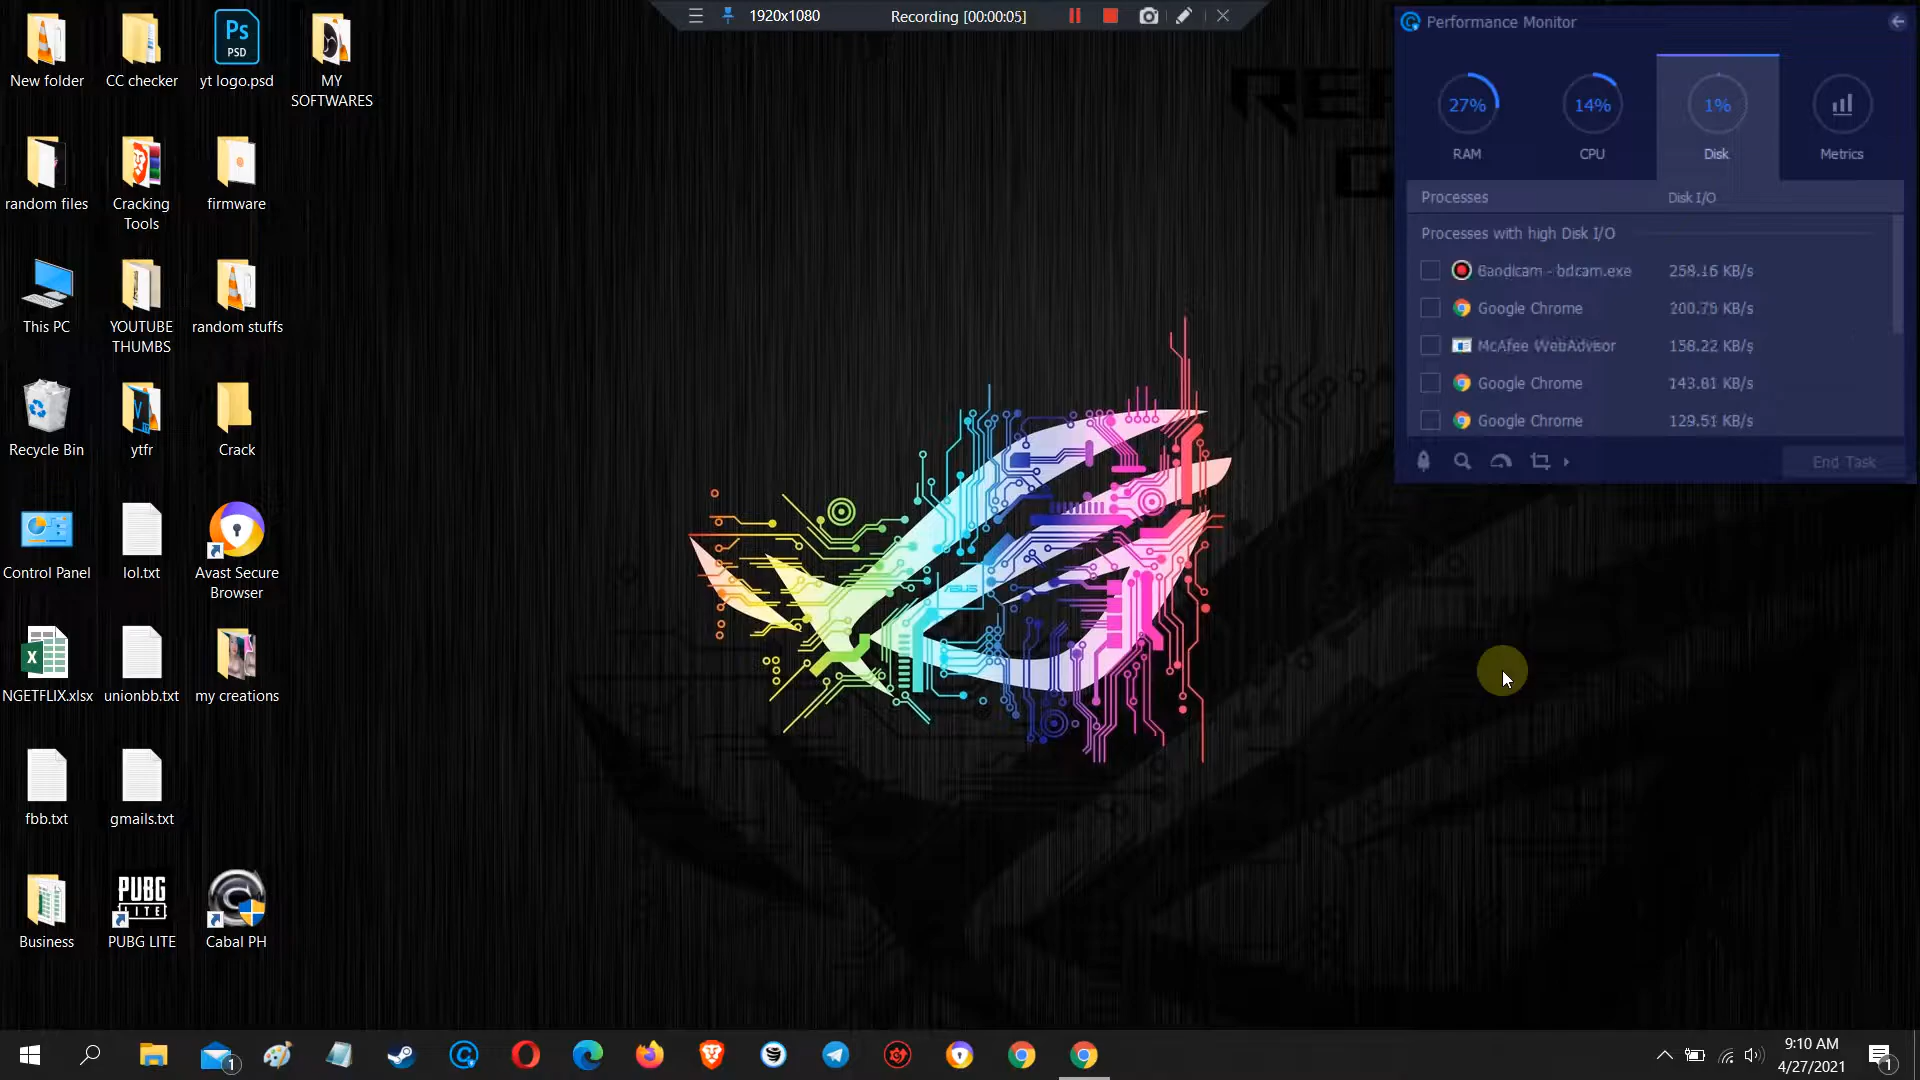 1920x1080
Recording [00:00:05]
Performance Monitor
27%
14%
1%
RAM
CPU
Disk
Metrics
Processes
Disk I/O
Processes with high Disk I/O
Bandicam - bdcam.exe
258.16 KB/s
Google Chrome
200.75 KB/s
McAfee WebAdvisor
158.22 KB/s
Google Chrome
143.81 KB/s
Google Chrome
129.51 KB/s
End Task
New folder
CC checker
Ps
PSD
yt logo.psd
MY
SOFTWARES
random files
Cracking
Tools
firmware
This PC
YOUTUBE
THUMBS
random stuffs
Recycle Bin
ytfr
Crack
Control Panel
lol.txt
Avast Secure
Browser
NGETFLIX.xlsx
unionbb.txt
my creations
fbb.txt
gmails.txt
Business
PUBG
LITE
PUBG LITE
Cabal PH
ASUS
1
9:10 AM
4/27/2021
1